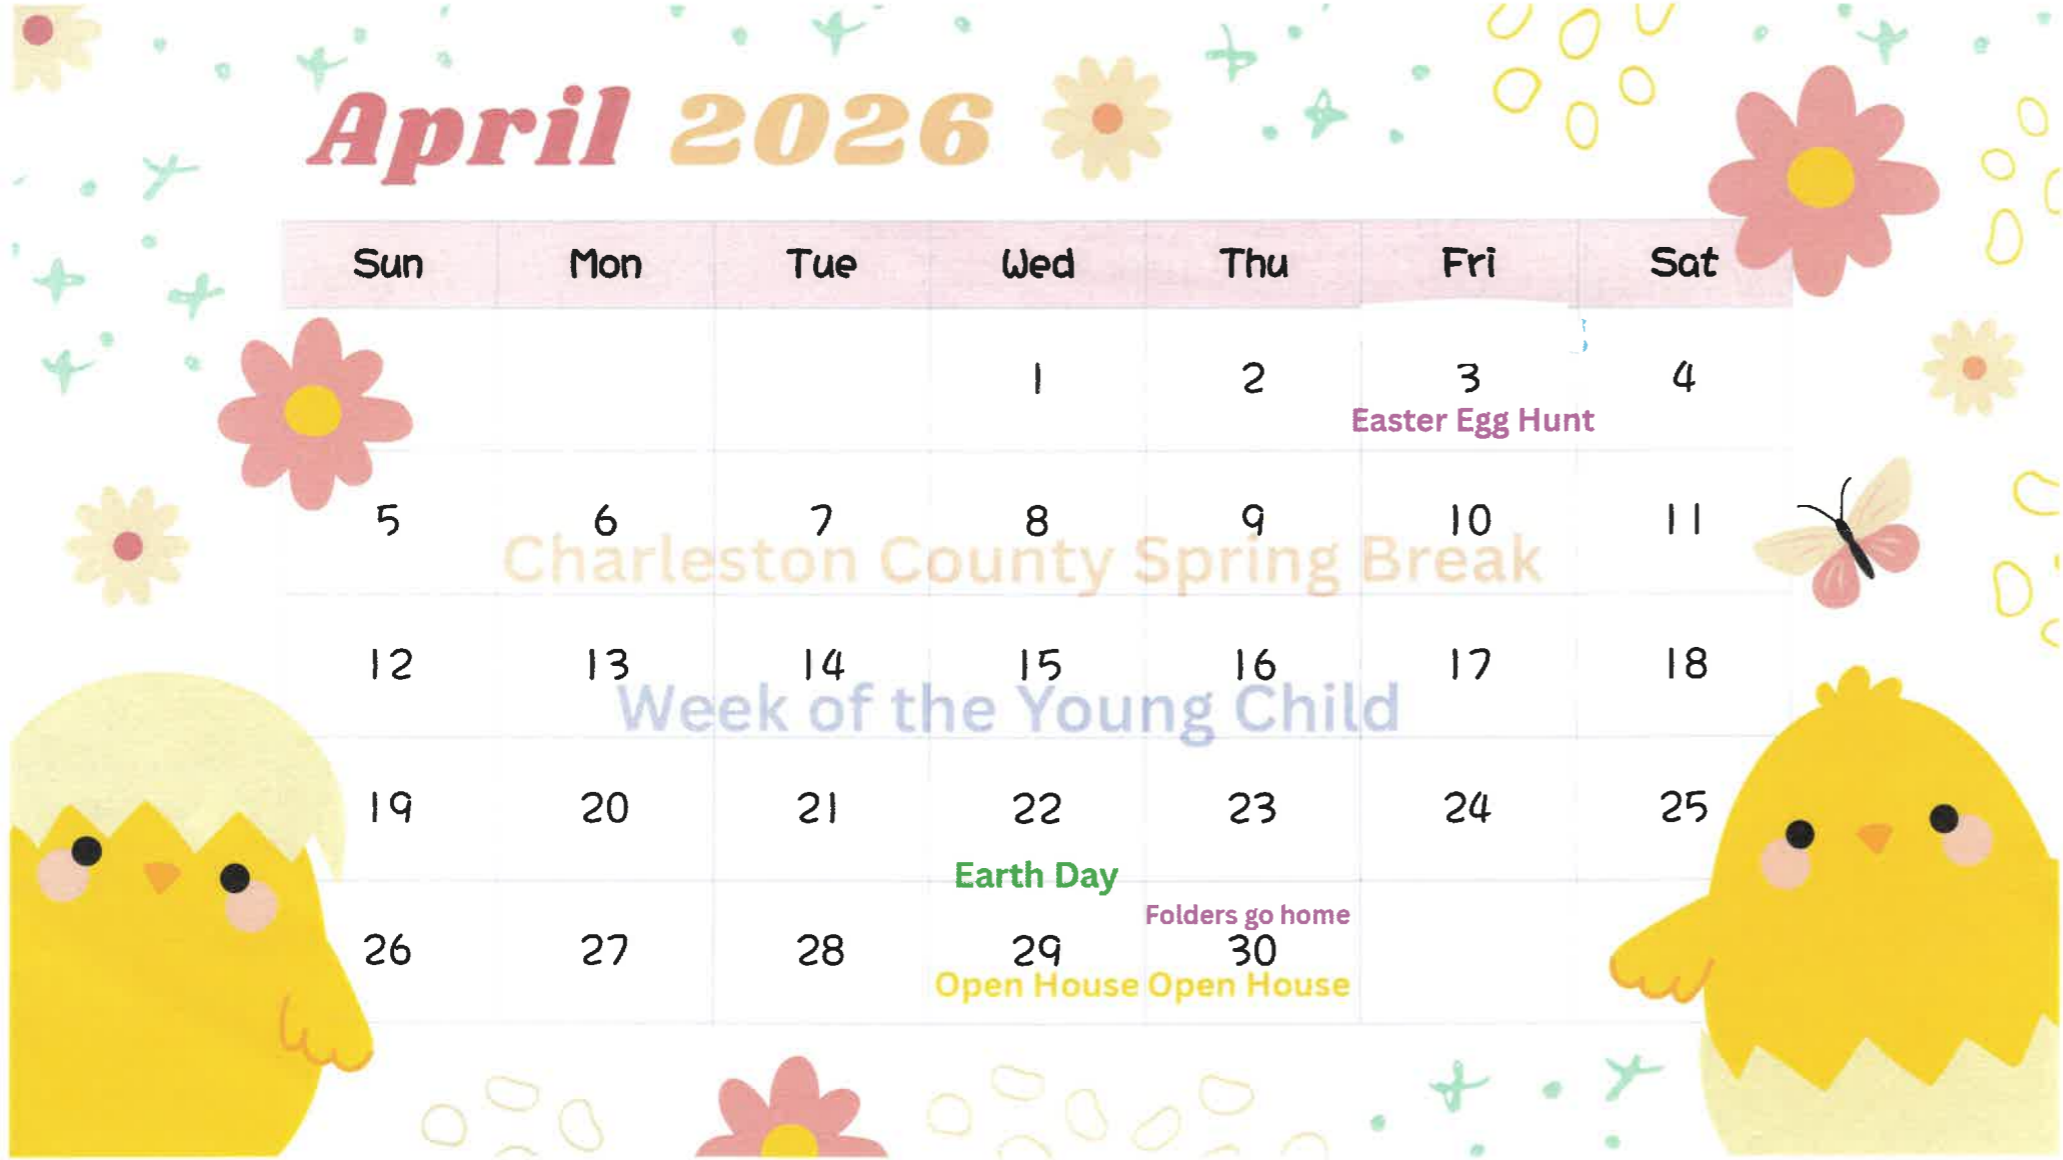 April 2026
Sun Mon Tue Wed Thu Fri Sat
1 2 3 4
Easter Egg Hunt
5 6 7 8 9 10 11
Charleston County Spring Break
12 13 14 15 16 17 18
Week of the Young Child
19 20 21 22 23 24 25
Earth Day
Folders go home
26 27 28 29 30
Open House Open House